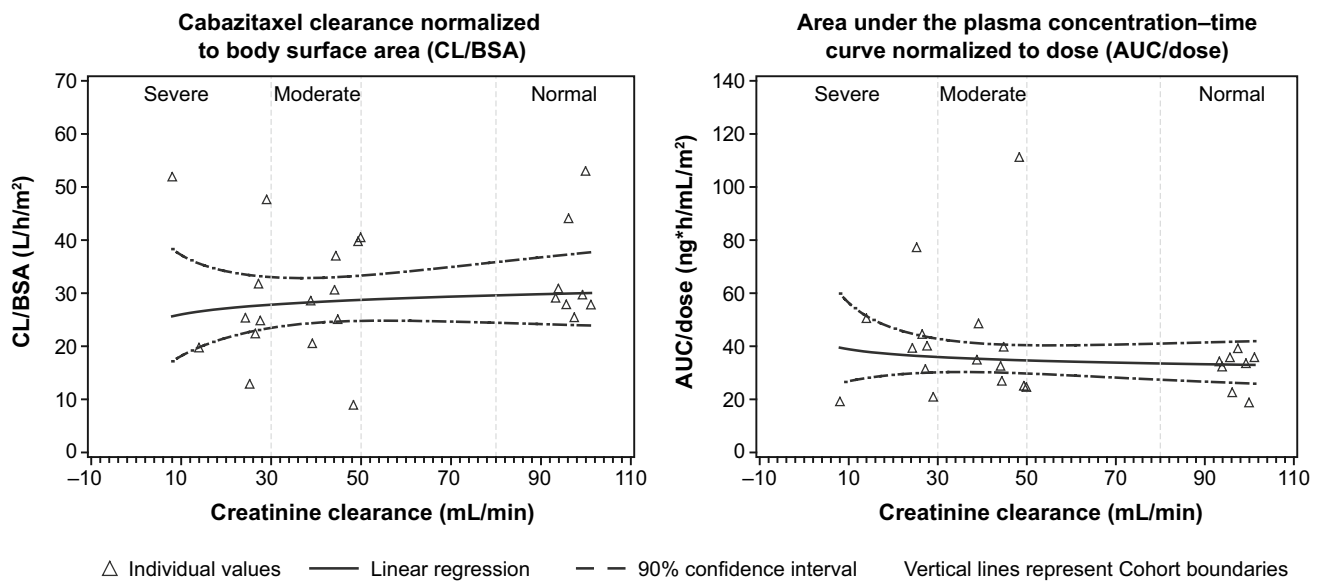 Cabazitaxel clearance normalized
to body surface area (CL/BSA)
70
60
50
40
30
20
10
0
Severe
Moderate
Normal
CL/BSA (L/h/m²)
–10
10
30
50
70
90
110
Creatinine clearance (mL/min)
Area under the plasma concentration–time
curve normalized to dose (AUC/dose)
140
120
100
80
60
40
20
0
Severe
Moderate
Normal
AUC/dose (ng*h/mL/m²)
–10
10
30
50
70
90
110
Creatinine clearance (mL/min)
Individual values
Linear regression
90% confidence interval
Vertical lines represent Cohort boundaries